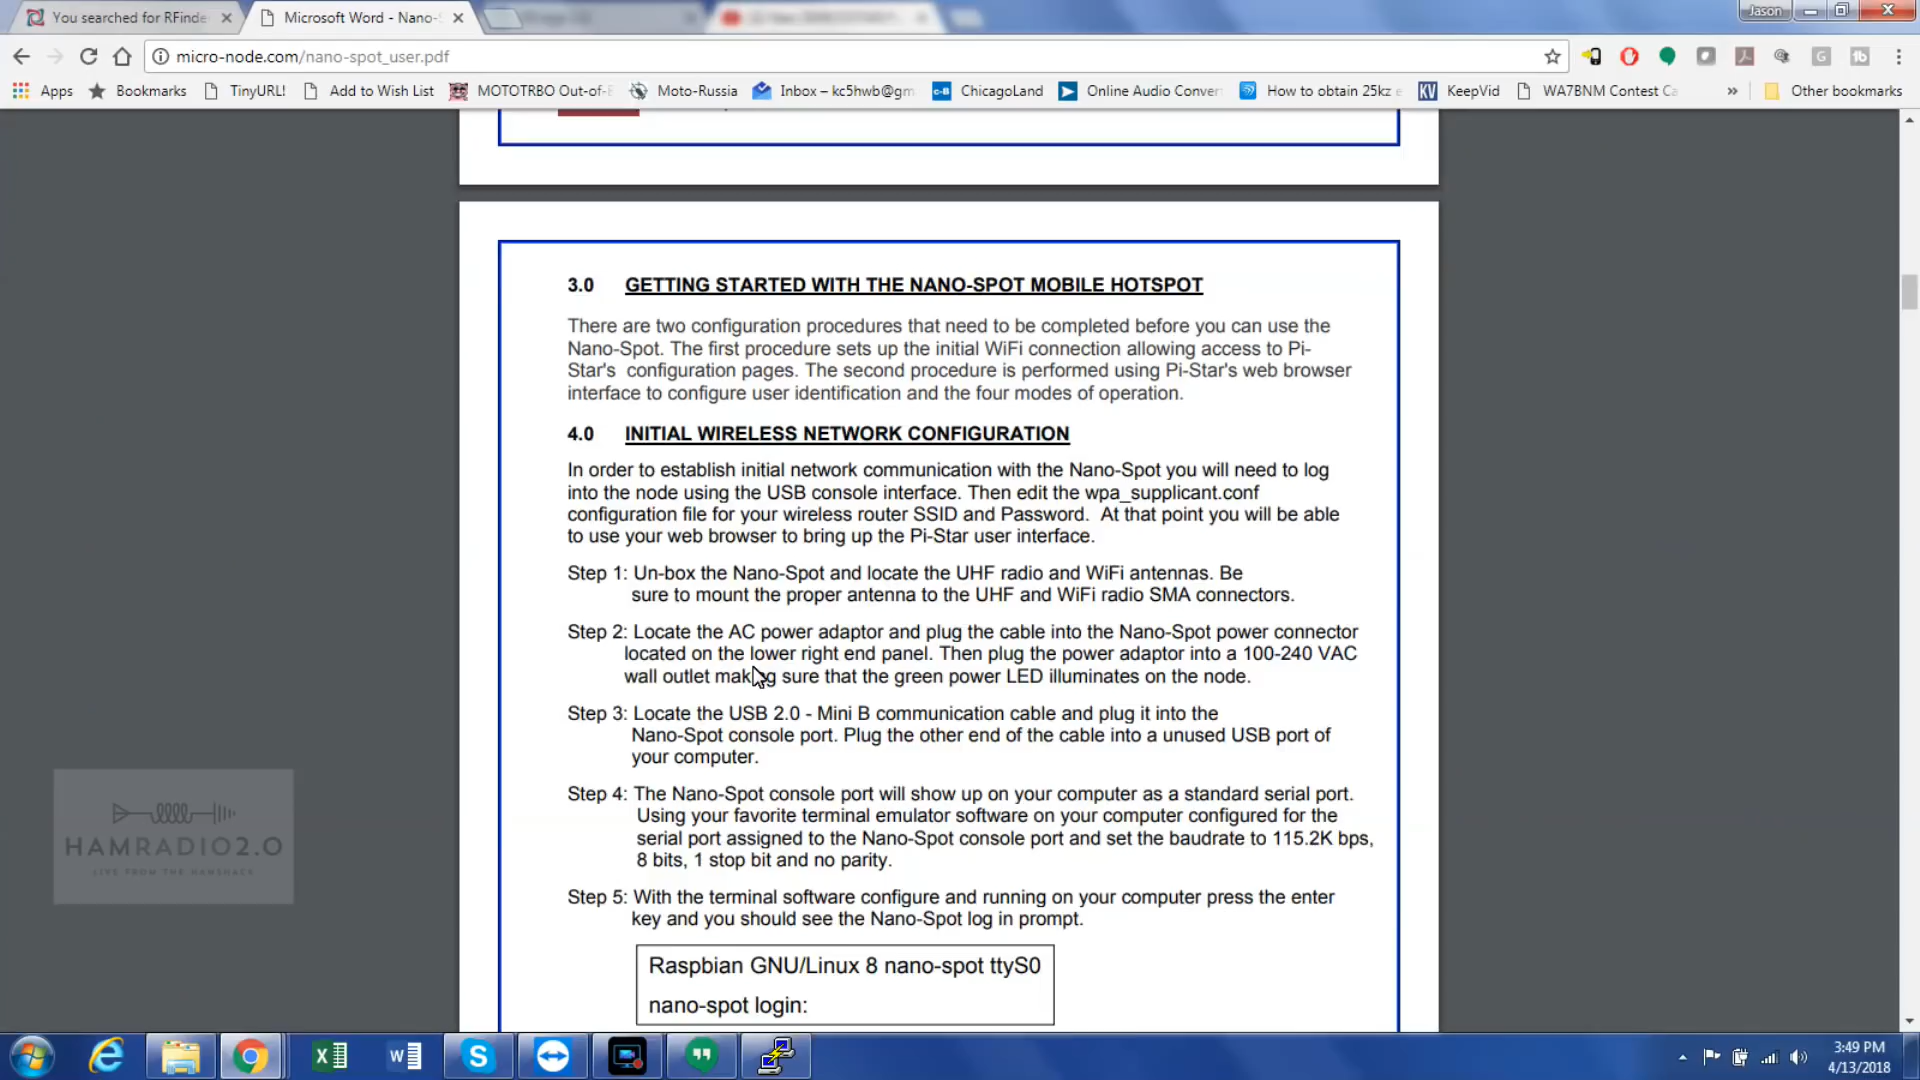 You searched for RFinde
Microsoft Word - Nano-S
Jason
micro-node.com/nano-spot_user.pdf
Apps
Bookmarks
TinyURL!
Add to Wish List
MOTOTRBO Out-of-B
Moto-Russia
Inbox – kc5hwb@gm
ChicagoLand
Online Audio Conver
How to obtain 25kz e
KeepVid
WA7BNM Contest Ca
»
Other bookmarks
3.0 GETTING STARTED WITH THE NANO-SPOT MOBILE HOTSPOT
There are two configuration procedures that need to be completed before you can use the
Nano-Spot. The first procedure sets up the initial WiFi connection allowing access to Pi-
Star's configuration pages. The second procedure is performed using Pi-Star's web browser
interface to configure user identification and the four modes of operation.
4.0 INITIAL WIRELESS NETWORK CONFIGURATION
In order to establish initial network communication with the Nano-Spot you will need to log
into the node using the USB console interface. Then edit the wpa_supplicant.conf
configuration file for your wireless router SSID and Password. At that point you will be able
to use your web browser to bring up the Pi-Star user interface.
Step 1: Un-box the Nano-Spot and locate the UHF radio and WiFi antennas. Be
sure to mount the proper antenna to the UHF and WiFi radio SMA connectors.
Step 2: Locate the AC power adaptor and plug the cable into the Nano-Spot power connector
located on the lower right end panel. Then plug the power adaptor into a 100-240 VAC
wall outlet making sure that the green power LED illuminates on the node.
Step 3: Locate the USB 2.0 - Mini B communication cable and plug it into the
Nano-Spot console port. Plug the other end of the cable into a unused USB port of
your computer.
Step 4: The Nano-Spot console port will show up on your computer as a standard serial port.
Using your favorite terminal emulator software on your computer configured for the
serial port assigned to the Nano-Spot console port and set the baudrate to 115.2K bps,
8 bits, 1 stop bit and no parity.
Step 5: With the terminal software configure and running on your computer press the enter
key and you should see the Nano-Spot log in prompt.
Raspbian GNU/Linux 8 nano-spot ttyS0
nano-spot login:
HAMRADIO2.0
LIVE FROM THE HAMSHACK
3:49 PM
4/13/2018